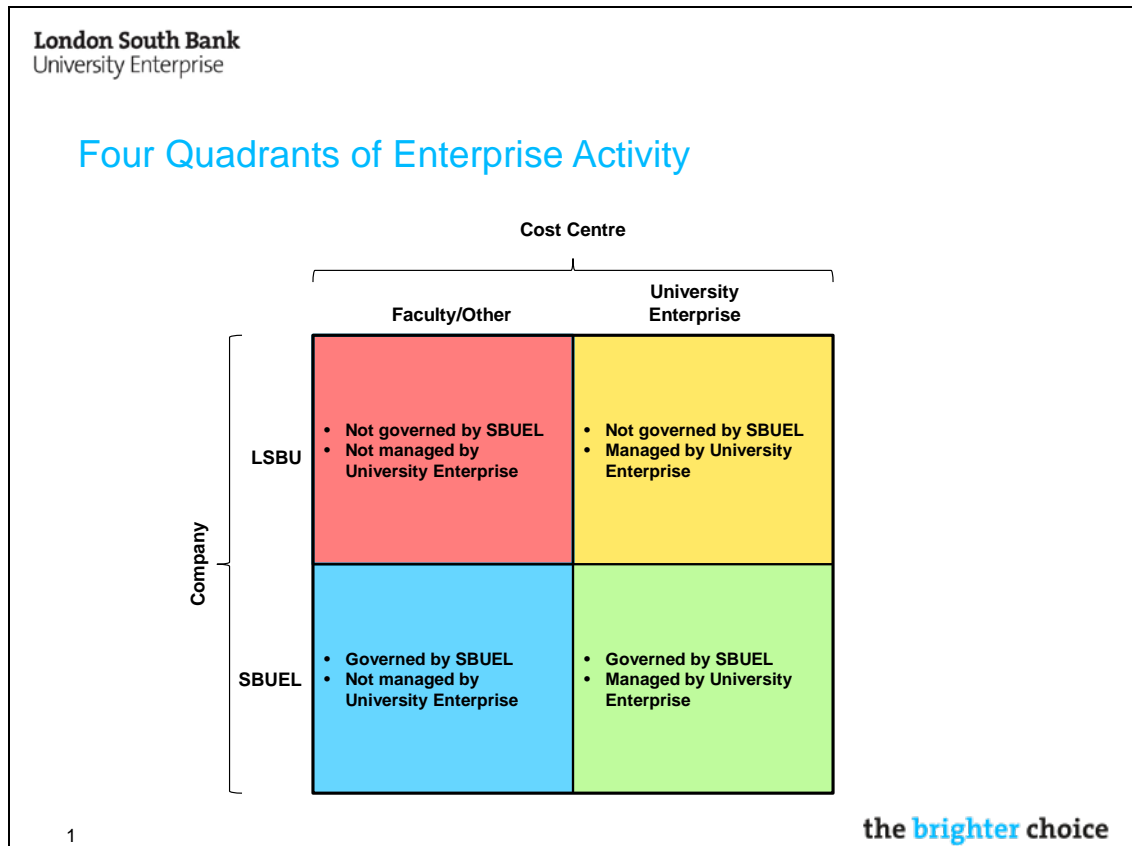 London South Bank
University Enterprise
Four Quadrants of Enterprise Activity
Cost Centre
Faculty/Other
University
Enterprise
Company
LSBU
• Not governed by SBUEL
• Not managed by
University Enterprise
• Not governed by SBUEL
• Managed by University
Enterprise
SBUEL
• Governed by SBUEL
• Not managed by
University Enterprise
• Governed by SBUEL
• Managed by University
Enterprise
1
the brighter choice